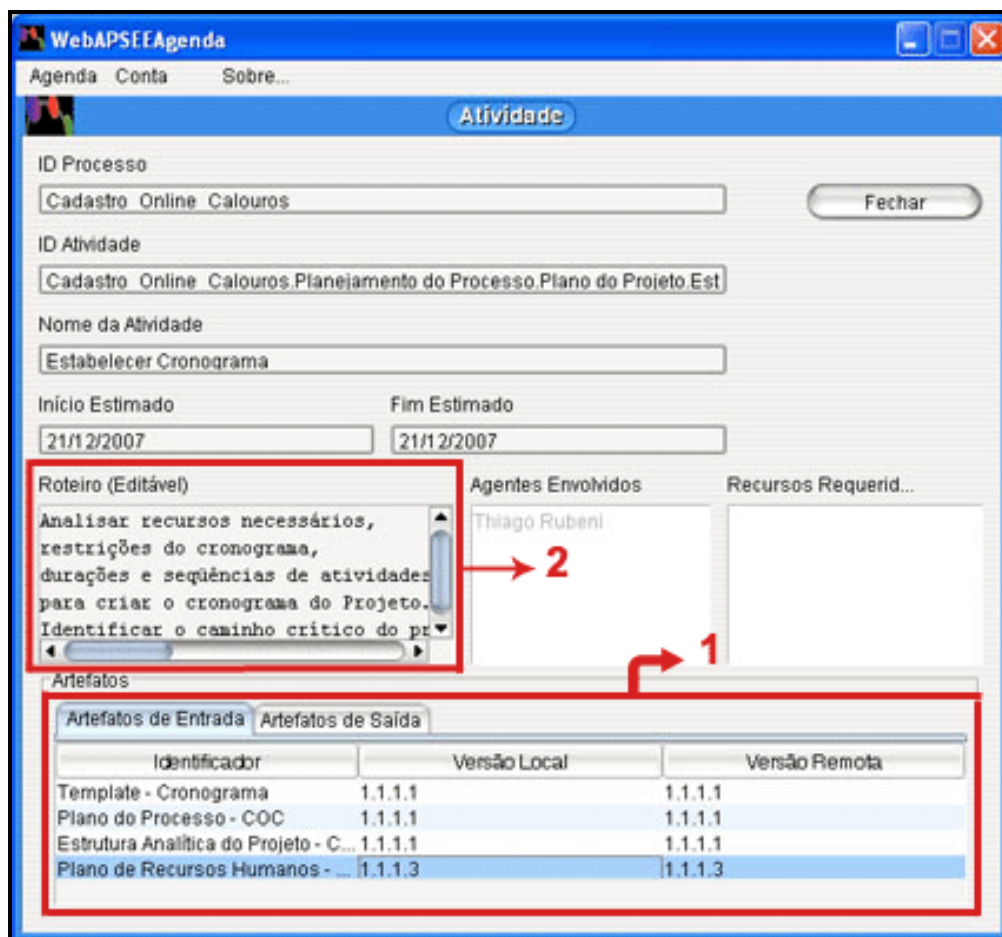 WebAPSEEAgenda
Agenda Conta Sobre...
Atividade
ID Processo
Cadastro Online Calouros
Fechar
ID Atividade
Cadastro Online Calouros.Planejamento do Processo.Plano do Projeto.Est
Nome da Atividade
Estabelecer Cronograma
Início Estimado Fim Estimado
21/12/2007 21/12/2007
Roteiro (Editável) Agentes Envolvidos Recursos Requerid...
Analisar recursos necessários,
restrições do cronograma,
durações e seqüências de atividades
para criar o cronograma do Projeto.
Identificar o caminho crítico do pr
Thiago Rubeni
2
1
Artefatos
Artefatos de Entrada Artefatos de Saída
Identificador Versão Local Versão Remota
Template - Cronograma 1.1.1.1 1.1.1.1
Plano do Processo - COC 1.1.1.1 1.1.1.1
Estrutura Analítica do Projeto - C... 1.1.1.1 1.1.1.1
Plano de Recursos Humanos - ... 1.1.1.3 1.1.1.3